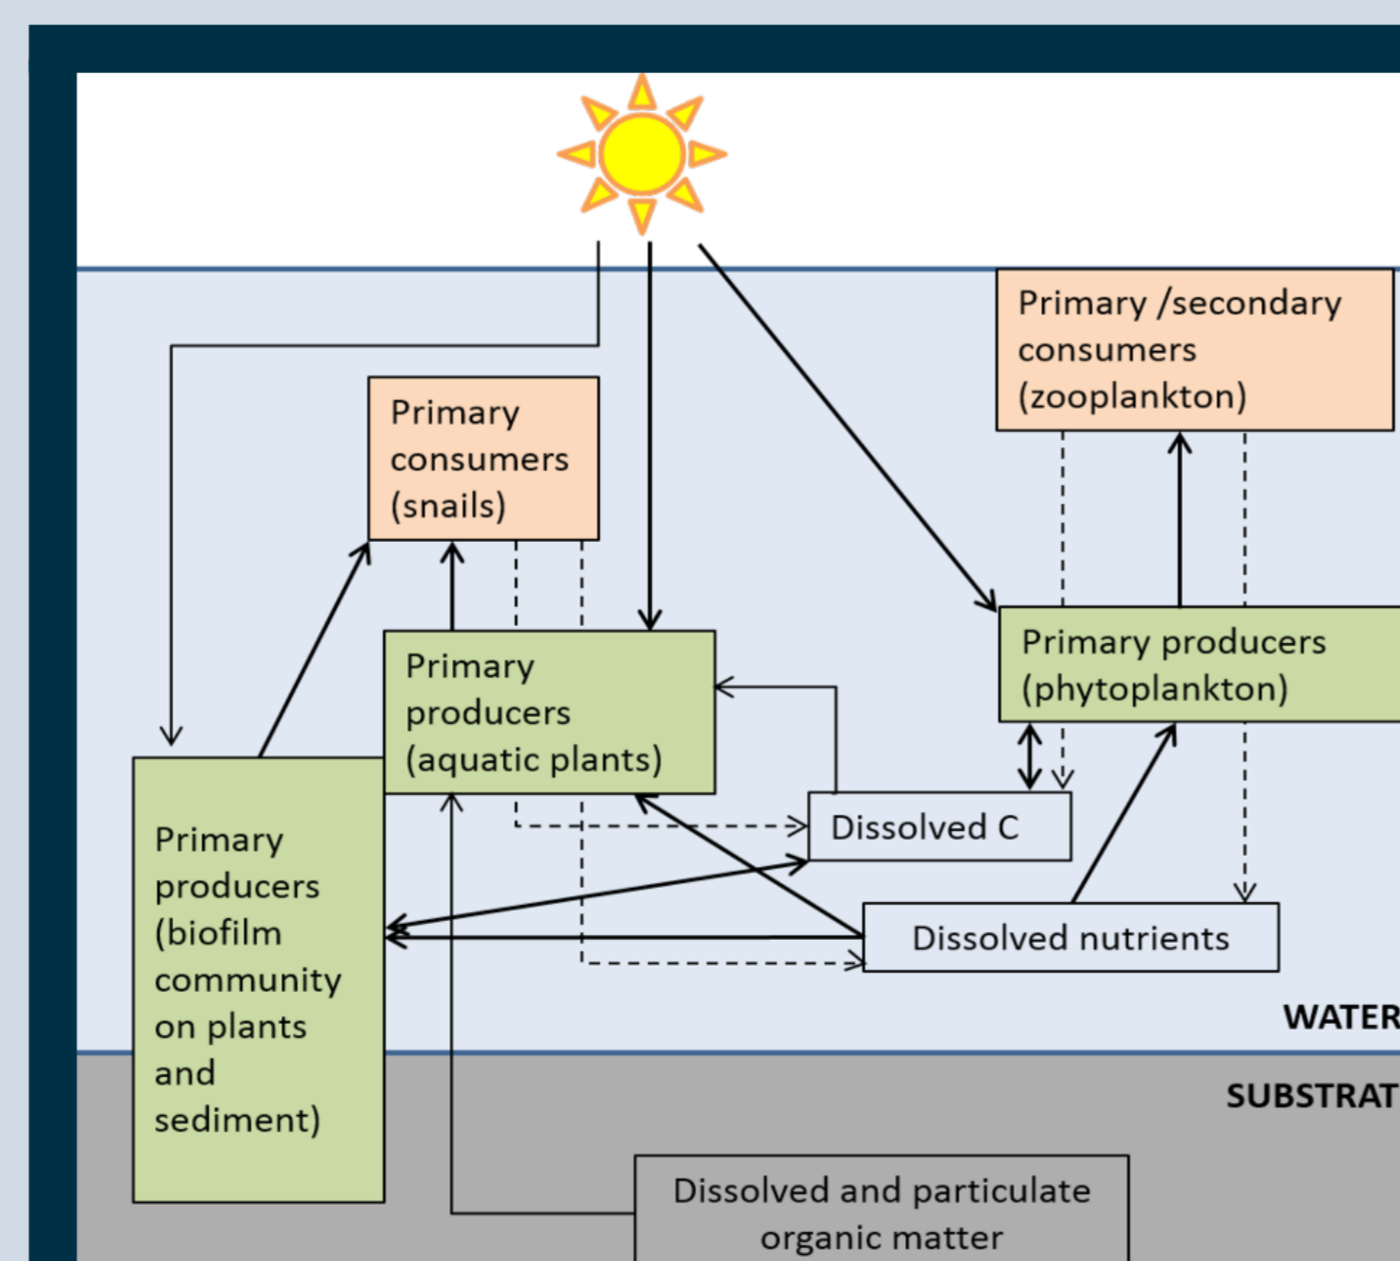 Primary /secondary
consumers
(zooplankton)
Primary
consumers
(snails)
Primary producers
(phytoplankton)
Primary
producers
(aquatic plants)
Dissolved C
Primary
producers
(biofilm
community
on plants
and
sediment)
Dissolved nutrients
WATER
SUBSTRAT
Dissolved and particulate
organic matter